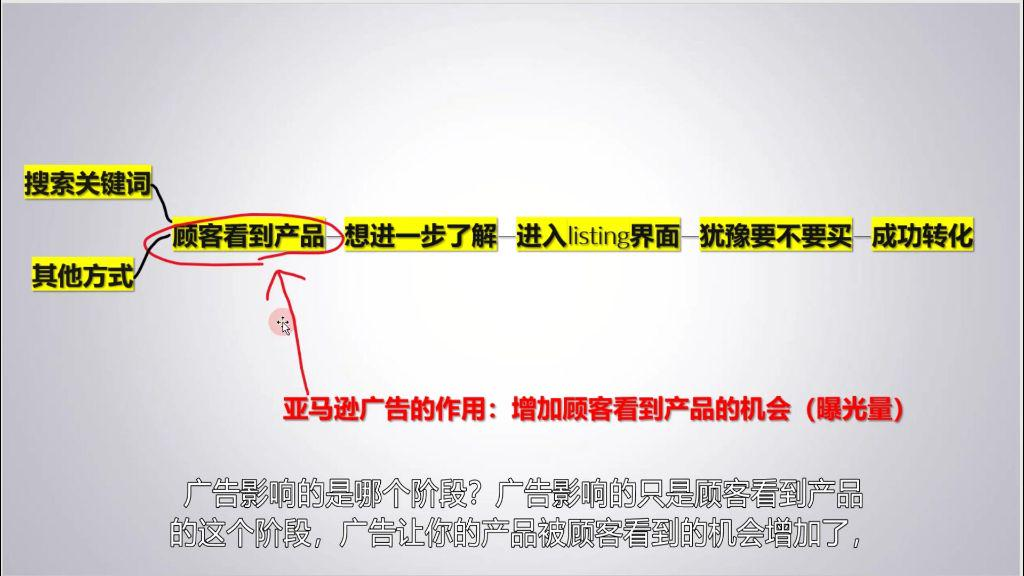 搜索关键词
顾客看到产品 想进一步了解 进入listing界面 犹豫要不要买 成功转化
其他方式
亚马逊广告的作用：增加顾客看到产品的机会（曝光量）
广告影响的是哪个阶段？广告影响的只是顾客看到产品
的这个阶段，广告让你的产品被顾客看到的机会增加了，